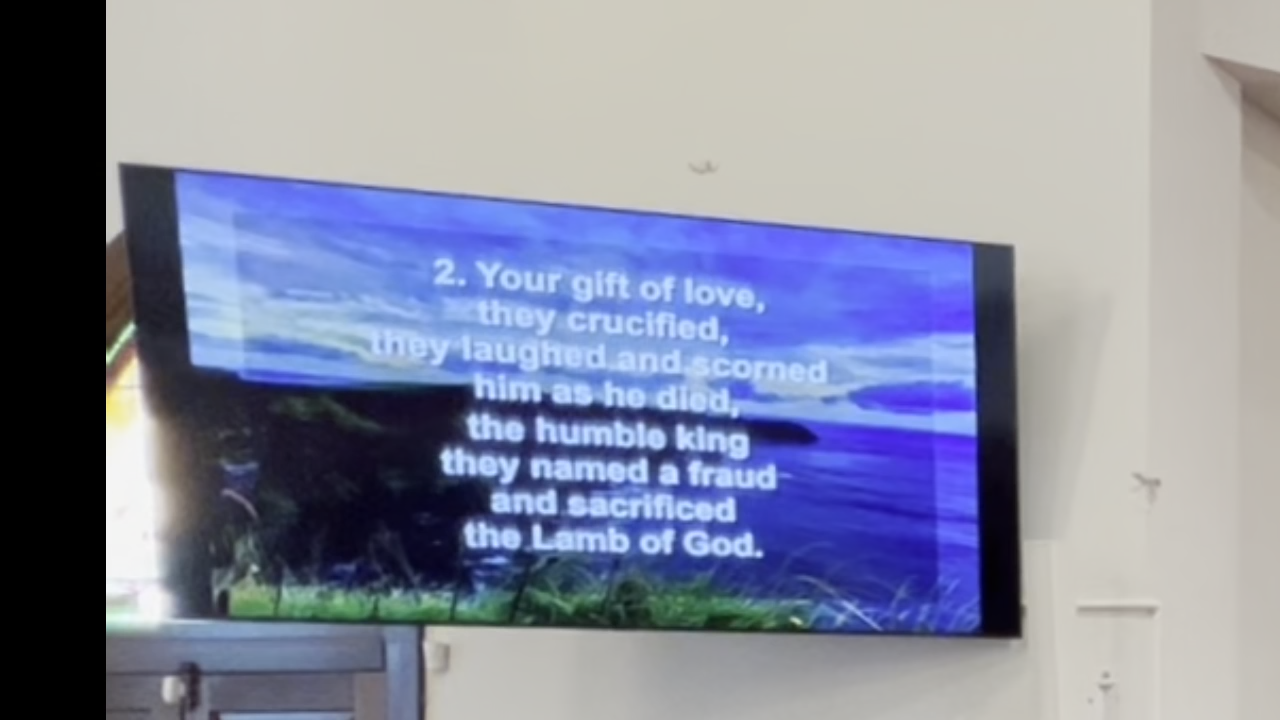 2. Your gift of love,
they crucified,
they laughed and scorned
him as he died,
the humble king
they named a fraud
and sacrificed
the Lamb of God.